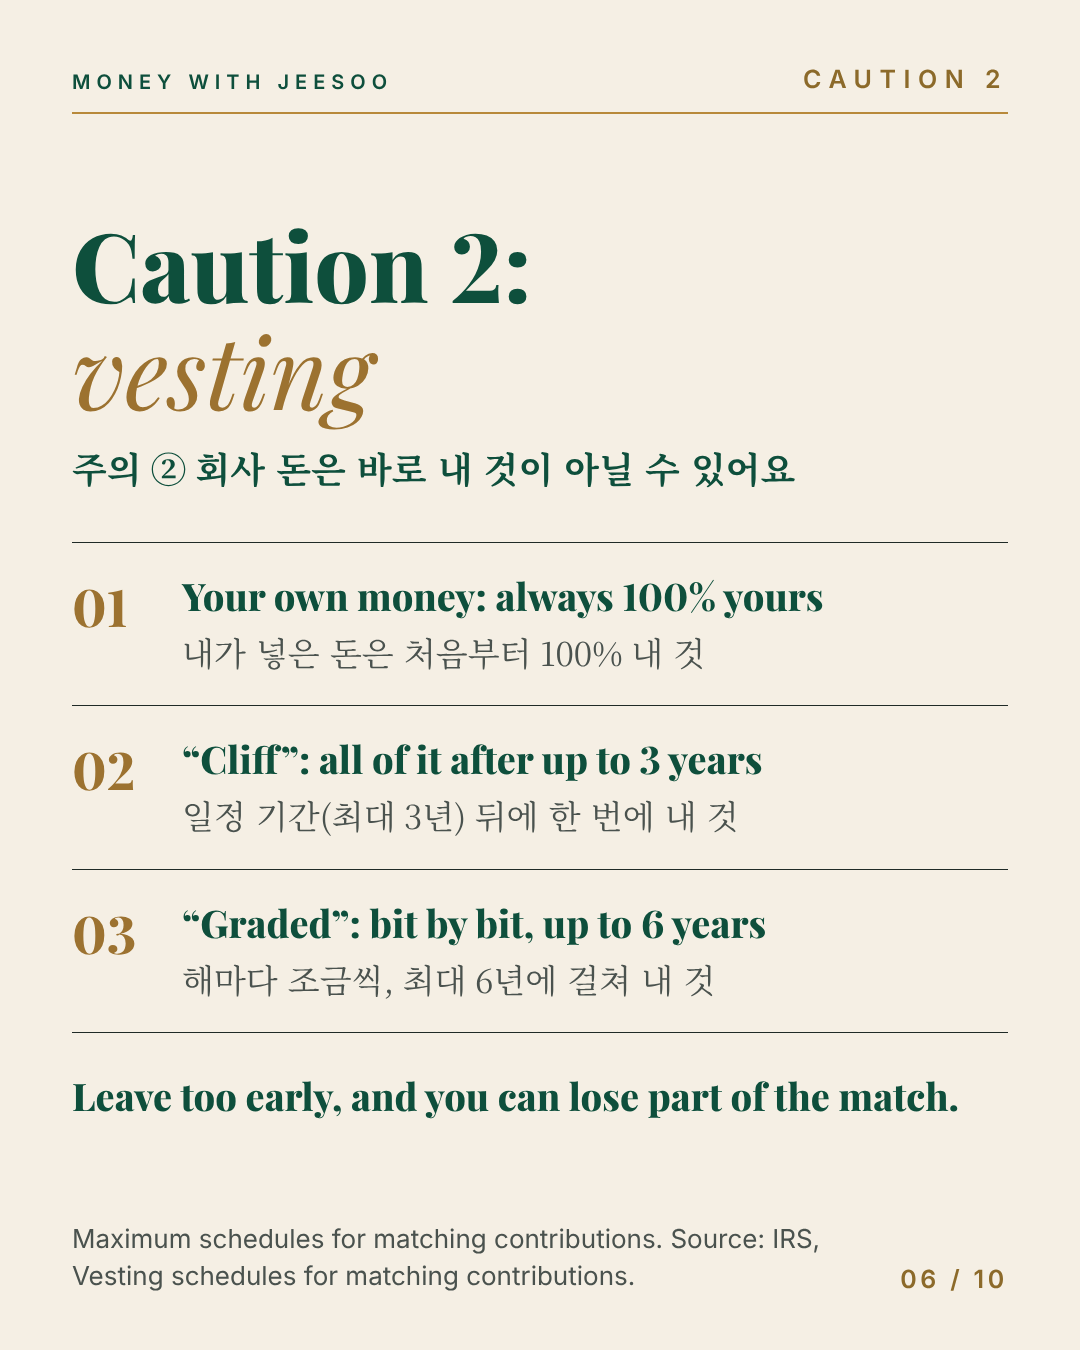 MONEY WITH JEESOO
CAUTION 2
Caution 2:
vesting
주의 ② 회사 돈은 바로 내 것이 아닐 수 있어요
01
Your own money: always 100% yours
내가 넣은 돈은 처음부터 100% 내 것
02
“Cliff”: all of it after up to 3 years
일정 기간(최대 3년) 뒤에 한 번에 내 것
03
“Graded”: bit by bit, up to 6 years
해마다 조금씩, 최대 6년에 걸쳐 내 것
Leave too early, and you can lose part of the match.
Maximum schedules for matching contributions. Source: IRS,
Vesting schedules for matching contributions.
06 / 10